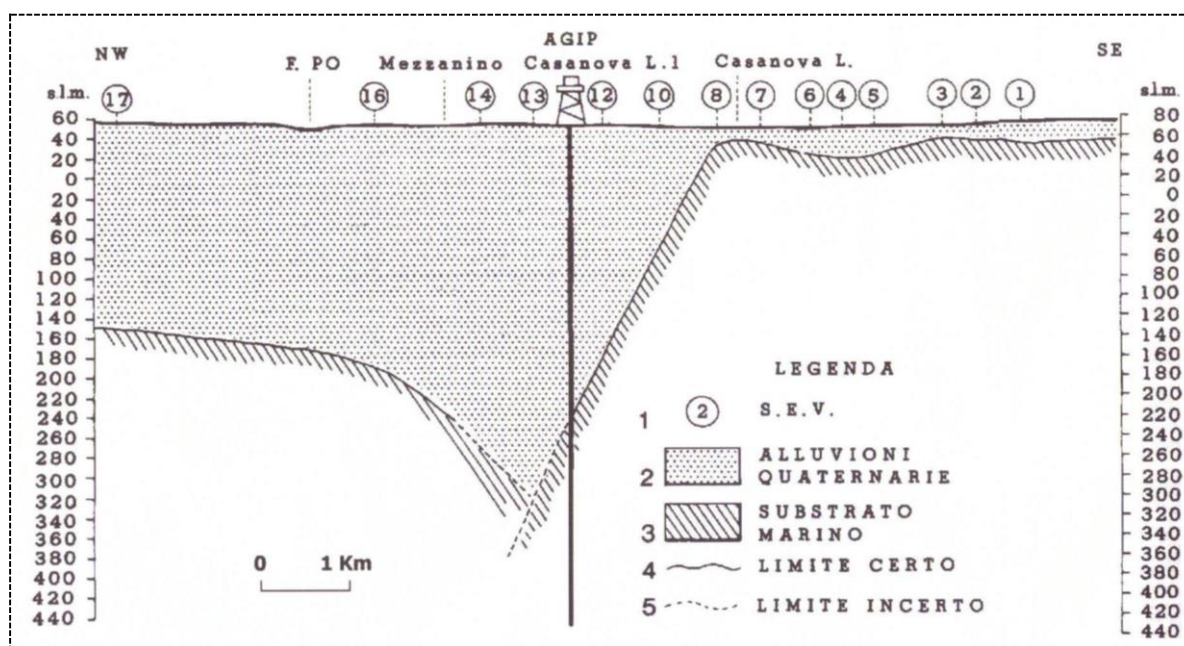 AGIP
NW F. PO Mezzanino Casanova L.1 Casanova L. SE
slm. 17 16 14 13 12 10 8 7 6 4 5 3 2 1 slm.
60 80
40 60
20 40
0 20
20 0
40 20
60 40
80 60
100 80
120 100
140 120
160 140
180 160
200 180
220 200
240 220
260 240
280 260
300 280
320 300
340 320
360 340
380 360
400 380
420 400
440 420
440
LEGENDA
1 2 S.E.V.
2 ALLUVIONI
QUATERNARIE
3 SUBSTRATO
MARINO
4 LIMITE CERTO
5 LIMITE INCERTO
0 1 Km